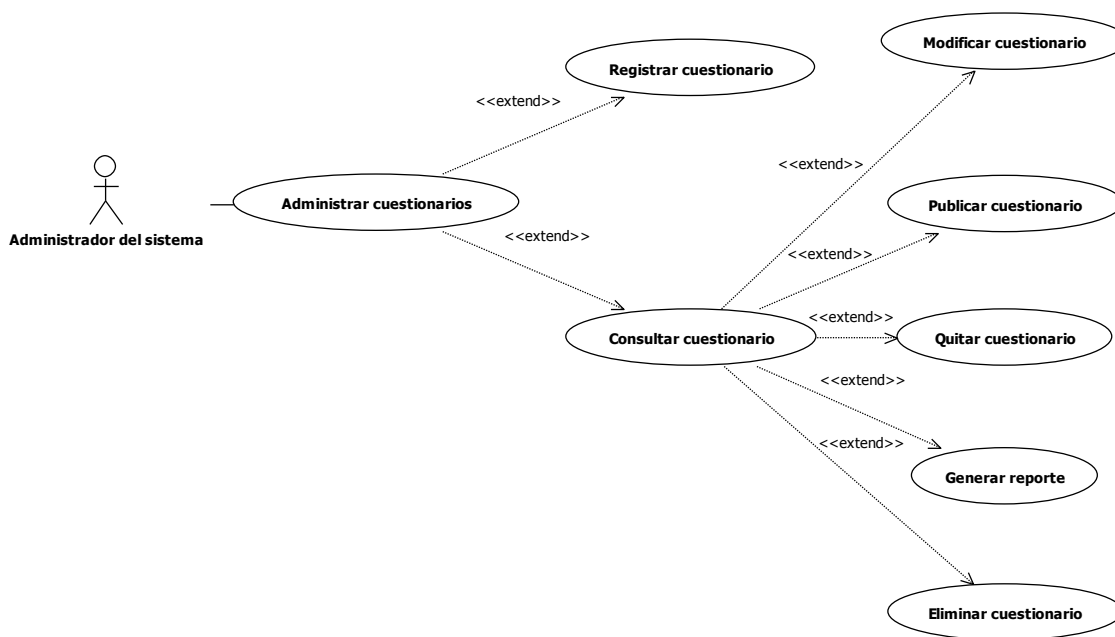 Modificar cuestionario
Registrar cuestionario
<<extend>>
<<extend>>
Administrar cuestionarios
Publicar cuestionario
Administrador del sistema
<<extend>>
<<extend>>
<<extend>>
Consultar cuestionario
Quitar cuestionario
<<extend>>
<<extend>>
Generar reporte
Eliminar cuestionario